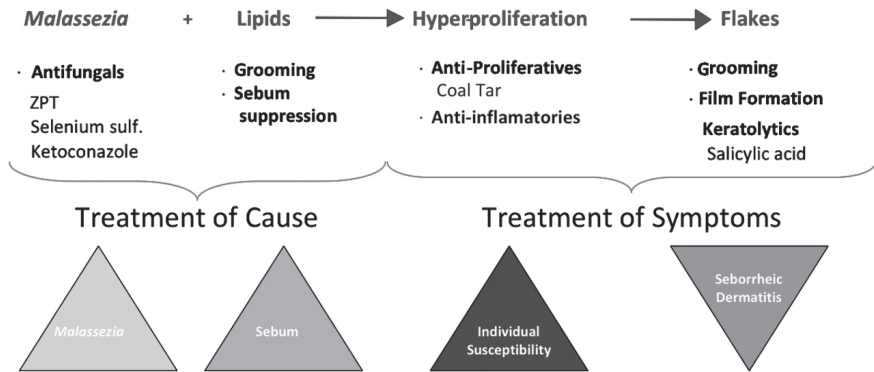 Malassezia + Lipids Hyperproliferation Flakes
· Antifungals
ZPT
Selenium sulf.
Ketoconazole
· Grooming
· Sebum
suppression
· Anti-Proliferatives
Coal Tar
· Anti-inflamatories
· Grooming
· Film Formation
Keratolytics
Salicylic acid
Treatment of Cause
Treatment of Symptoms
Malassezia
Sebum
Individual
Susceptibility
Seborrheic
Dermatitis